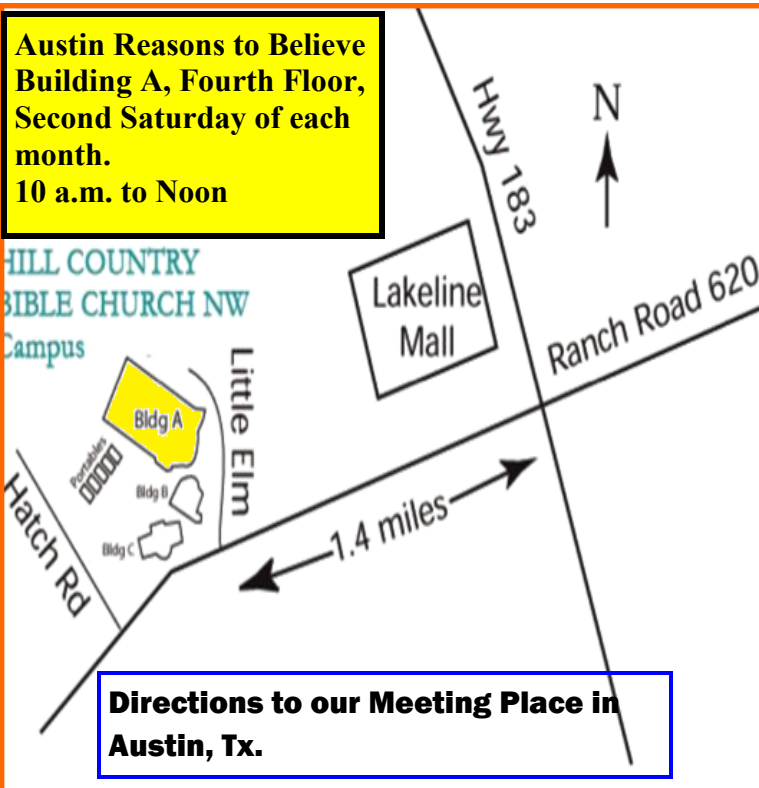 Austin Reasons to Believe
Building A, Fourth Floor,
Second Saturday of each
month.
10 a.m. to Noon
Hwy 183
N
HILL COUNTRY
BIBLE CHURCH NW
Campus
Lakeline
Mall
Ranch Road 620
Little Elm
Bldg A
Portables
Bldg B
Bldg C
Hatch Rd
1.4 miles
Directions to our Meeting Place in
Austin, Tx.